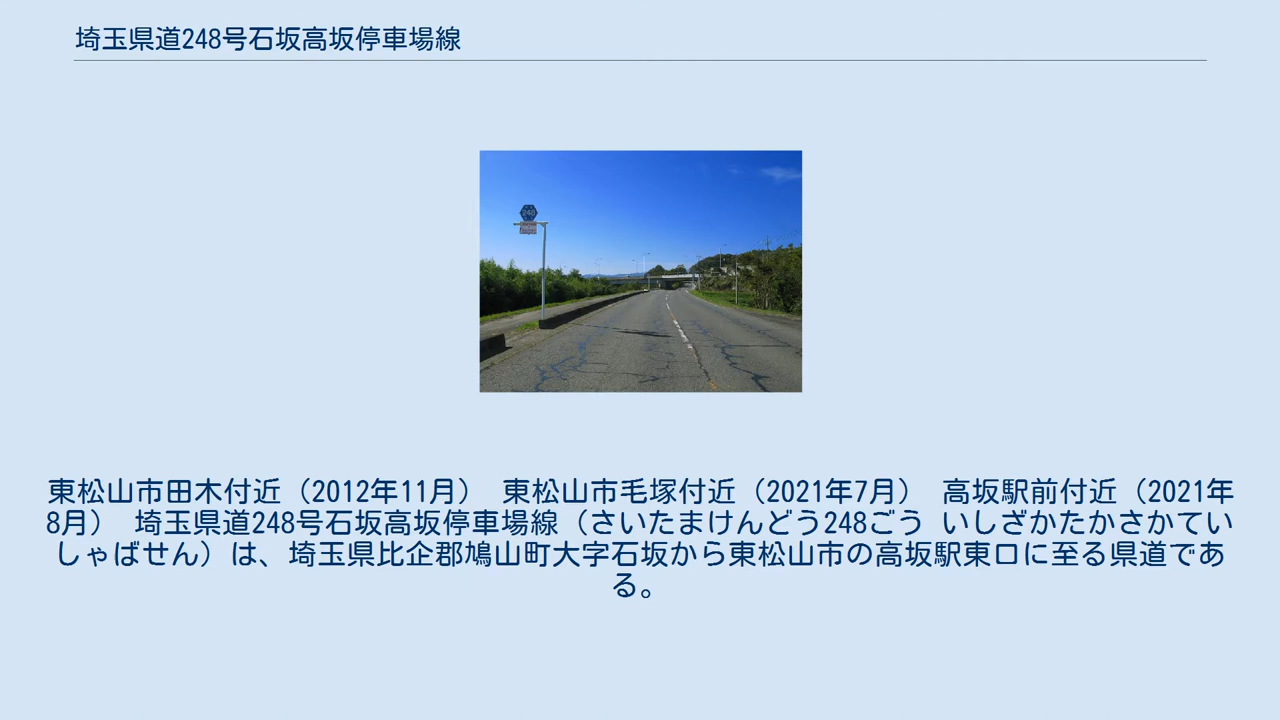 埼玉県道248号石坂高坂停車場線
248
東松山市田木付近（2012年11月） 東松山市毛塚付近（2021年7月） 高坂駅前付近（2021年
8月） 埼玉県道248号石坂高坂停車場線（さいたまけんどう248ごう いしざかたかさかてい
しゃばせん）は、埼玉県比企郡鳩山町大字石坂から東松山市の高坂駅東口に至る県道であ
る。